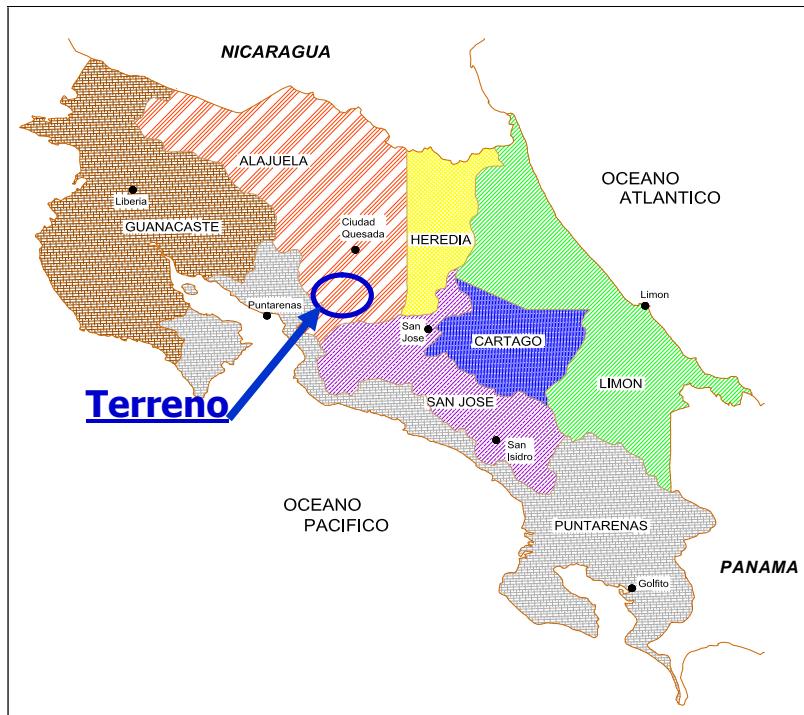 NICARAGUA
ALAJUELA
OCEANO
ATLANTICO
Liberia
GUANACASTE
Ciudad
Quesada
HEREDIA
Puntarenas
Limon
San
Jose
CARTAGO
LIMON
Terreno
SAN JOSE
San
Isidro
OCEANO
PACIFICO
PUNTARENAS
PANAMA
Golfito